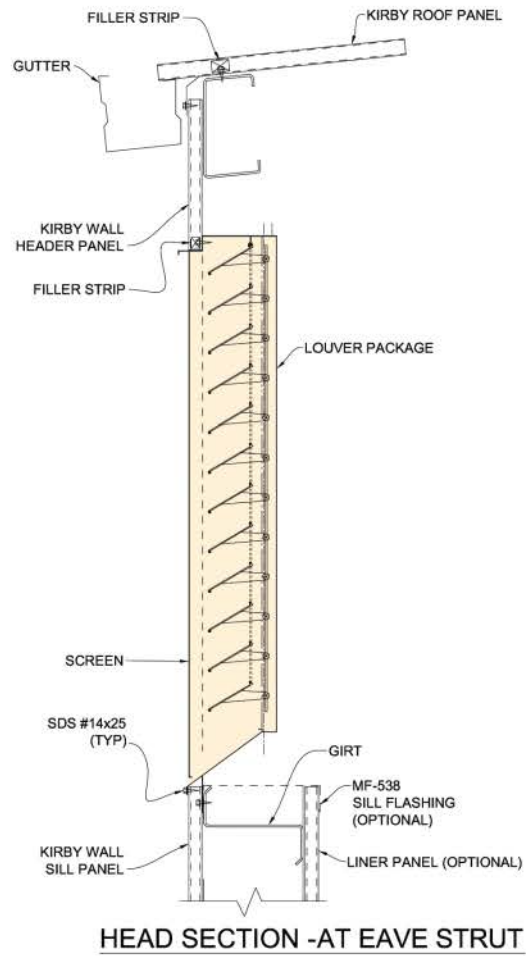 FILLER STRIP
KIRBY ROOF PANEL
GUTTER
KIRBY WALL
HEADER PANEL
FILLER STRIP
LOUVER PACKAGE
SCREEN
SDS #14x25
(TYP)
GIRT
MF-538
SILL FLASHING
(OPTIONAL)
KIRBY WALL
SILL PANEL
LINER PANEL (OPTIONAL)
HEAD SECTION -AT EAVE STRUT